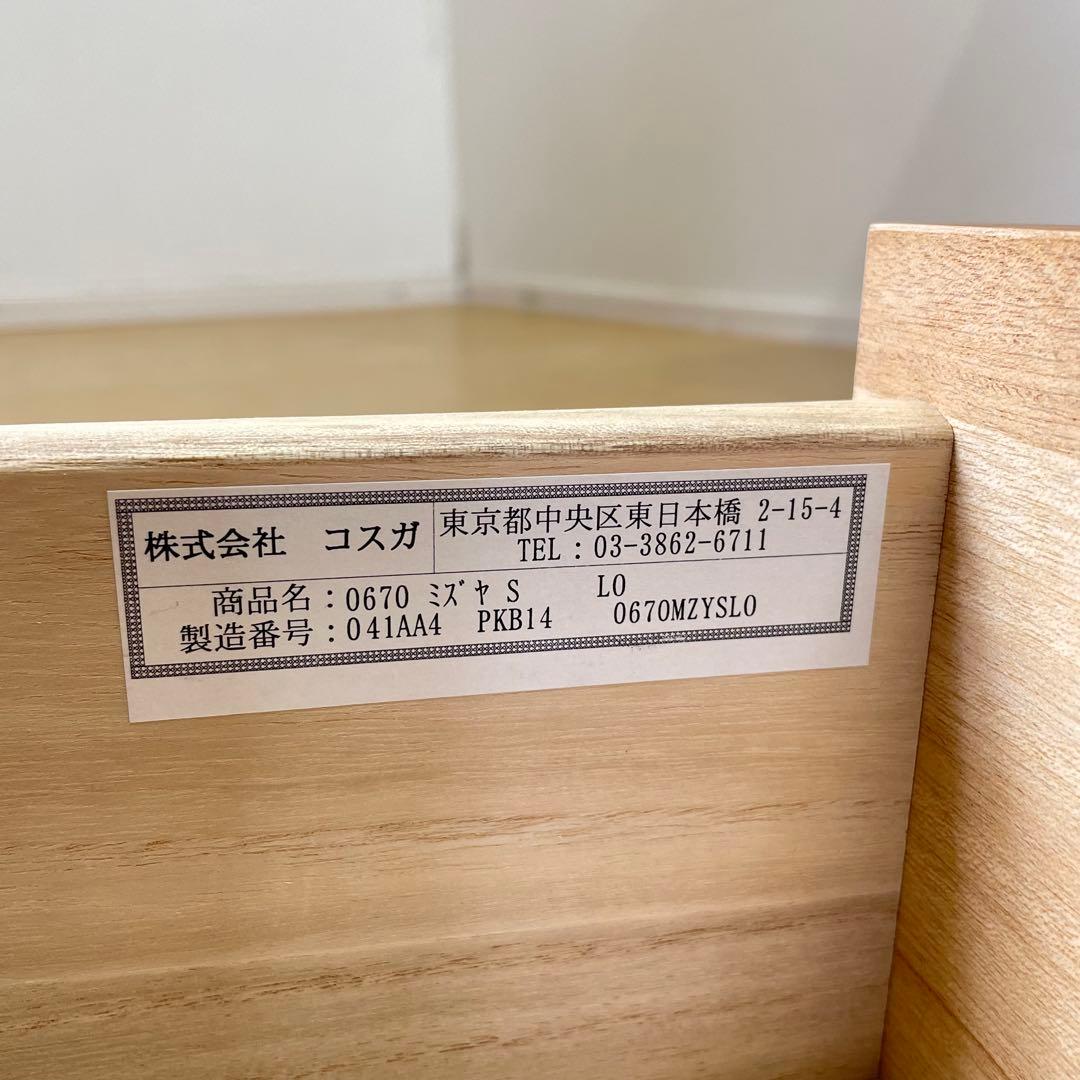 株式会社　コスガ
東京都中央区東日本橋 2-15-4
TEL：03-3862-6711
商品名：0670 ﾐｽﾞﾔ S　　LO
製造番号：041AA4　PKB14　　0670MZYSLO